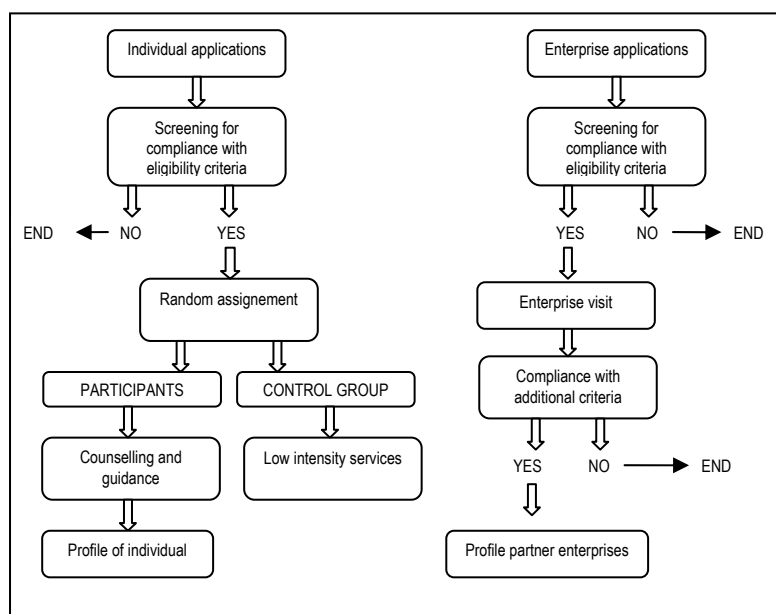 Individual applications
Screening for
compliance with
eligibility criteria
END
NO
YES
Random assignement
PARTICIPANTS
CONTROL GROUP
Counselling and
guidance
Low intensity services
Profile of individual
Enterprise applications
Screening for
compliance with
eligibility criteria
YES
NO
END
Enterprise visit
Compliance with
additional criteria
YES
NO
END
Profile partner enterprises